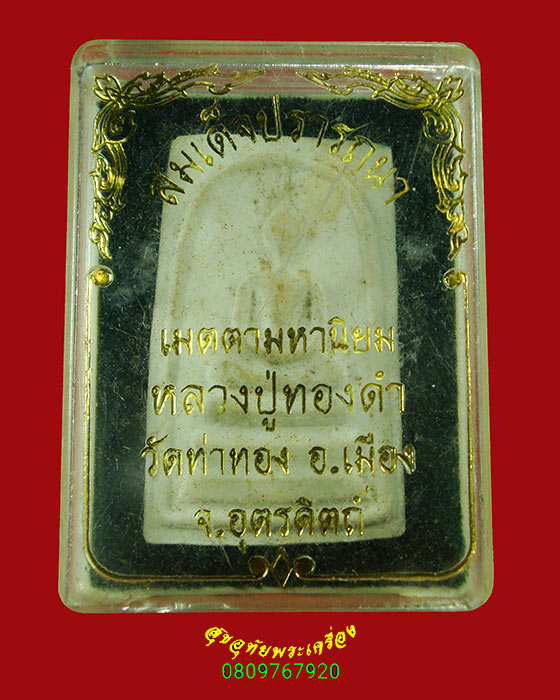 สมเด็จปรารถนา
เมตตามหานิยม
หลวงปู่ทองดำ
วัดท่าทอง อ.เมือง
จ.อุตรดิตถ์
สุขอุทัยพระเครื่อง
0809767920